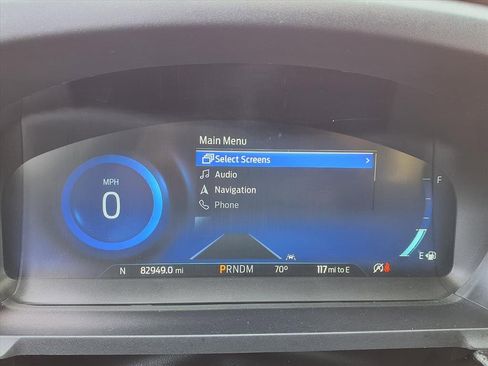 Main Menu
Select Screens
Audio
Navigation
Phone
MPH
0
F
E
N 82949.0 mi PRNDM 70° 117 mi to E